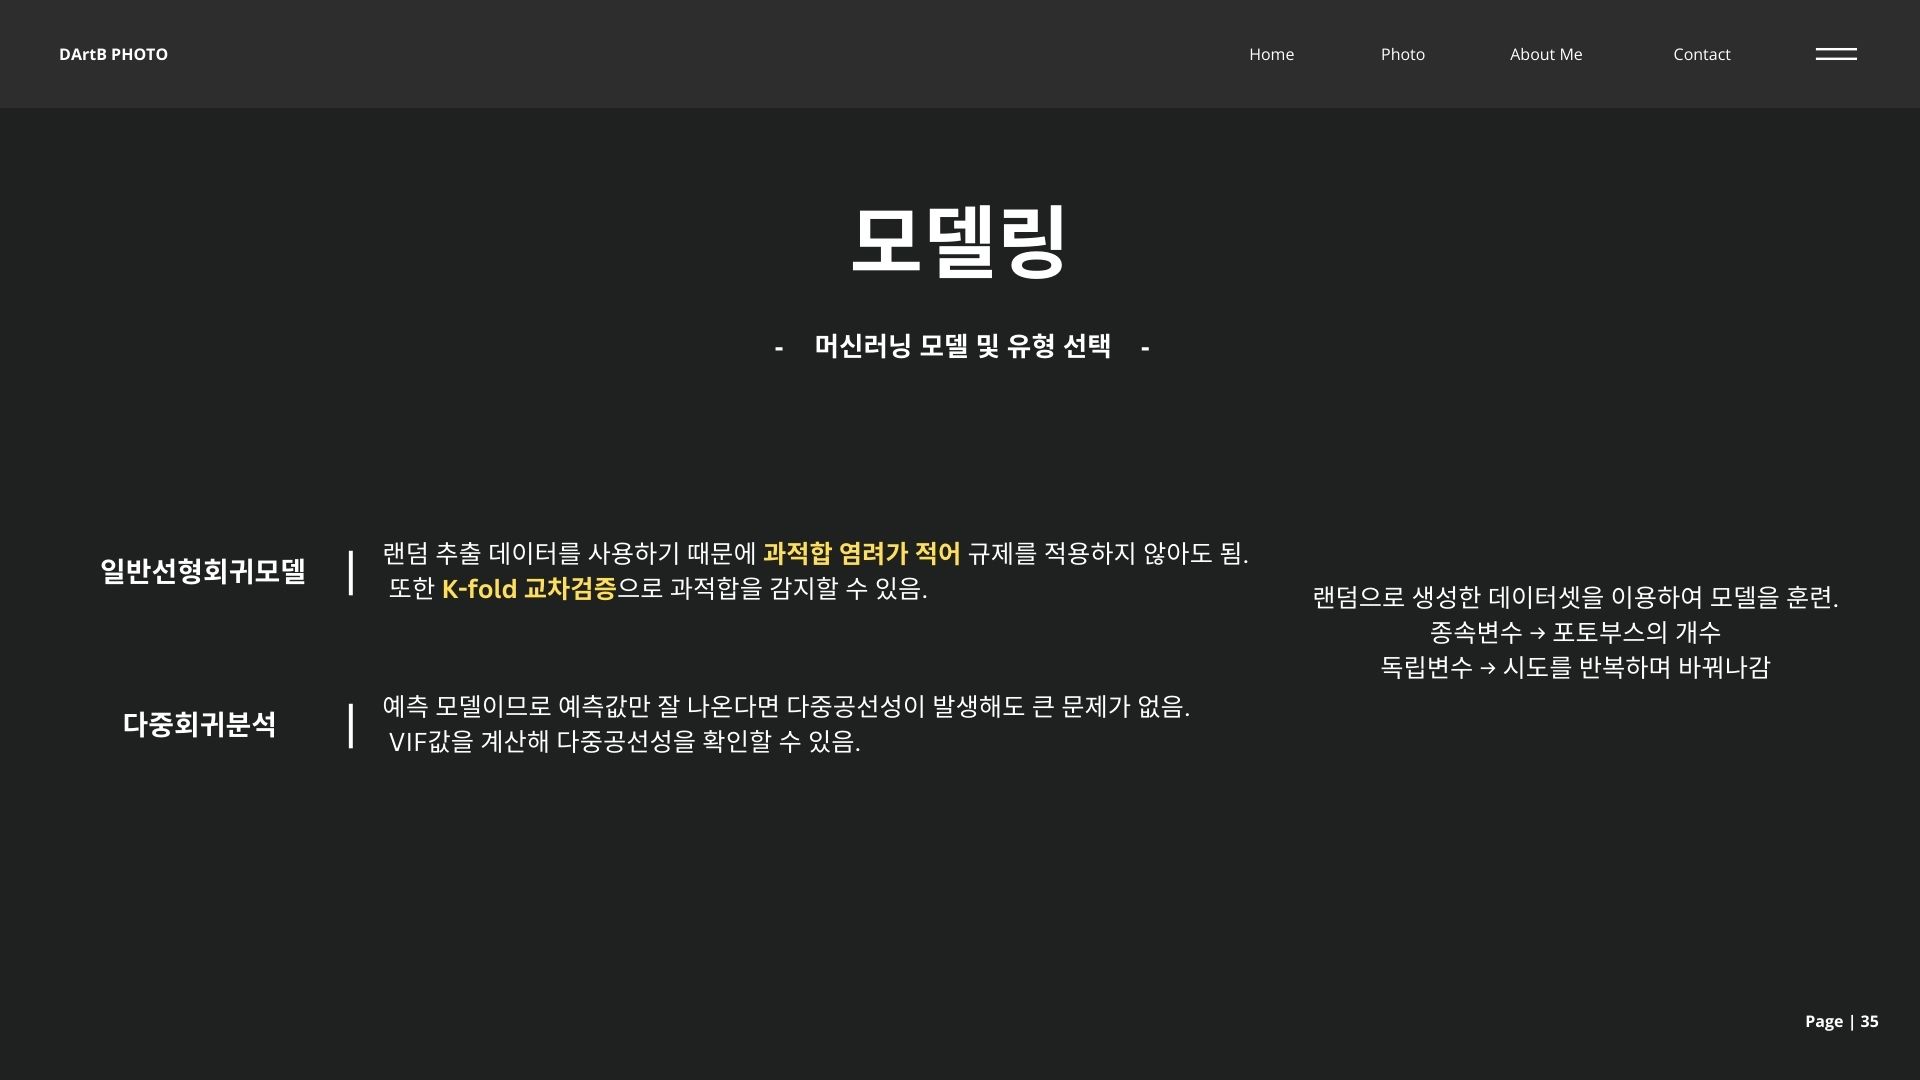 DArtB PHOTO
Home
Photo
About Me
Contact
모델링
- 머신러닝 모델 및 유형 선택 -
일반선형회귀모델
랜덤 추출 데이터를 사용하기 때문에 과적합 염려가 적어 규제를 적용하지 않아도 됨.
또한 K-fold 교차검증으로 과적합을 감지할 수 있음.
다중회귀분석
예측 모델이므로 예측값만 잘 나온다면 다중공선성이 발생해도 큰 문제가 없음.
VIF값을 계산해 다중공선성을 확인할 수 있음.
랜덤으로 생성한 데이터셋을 이용하여 모델을 훈련.
종속변수 → 포토부스의 개수
독립변수 → 시도를 반복하며 바꿔나감
Page | 35